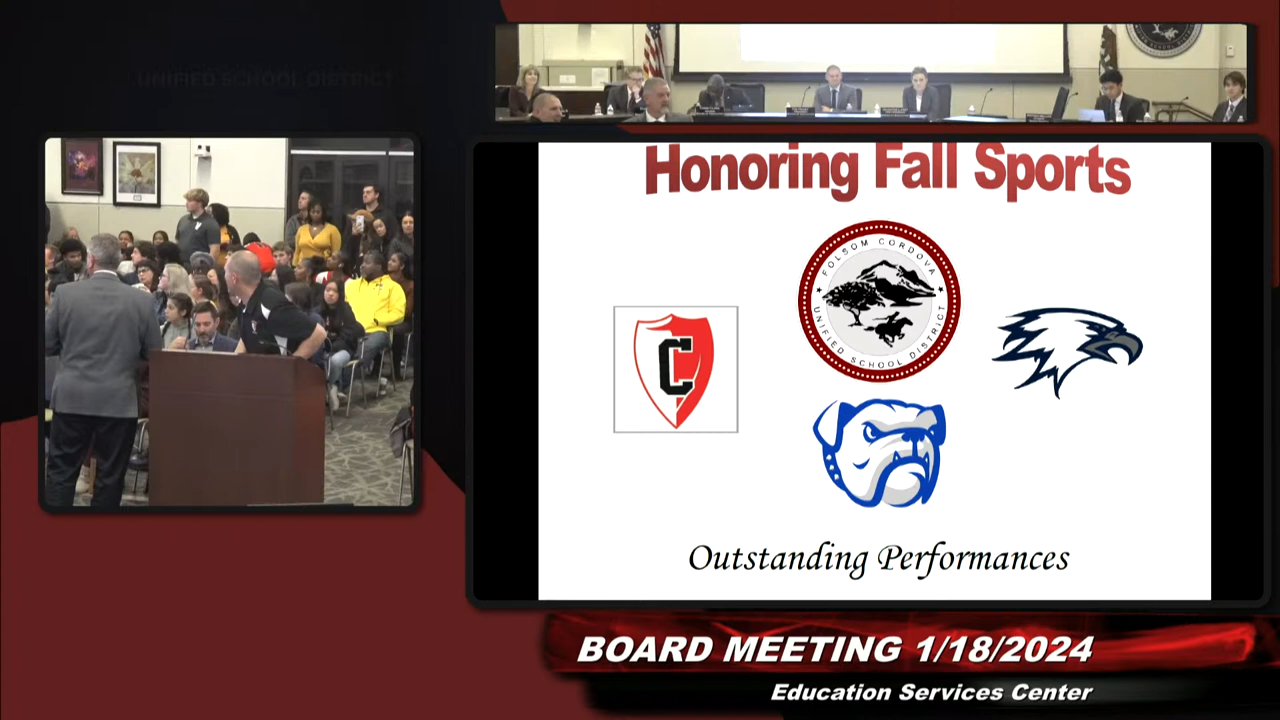 UNIFIED SCHOOL DISTRICT
Honoring Fall Sports
FOLSOM CORDOVA
UNIFIED SCHOOL DISTRICT
C
Outstanding Performances
BOARD MEETING 1/18/2024
Education Services Center